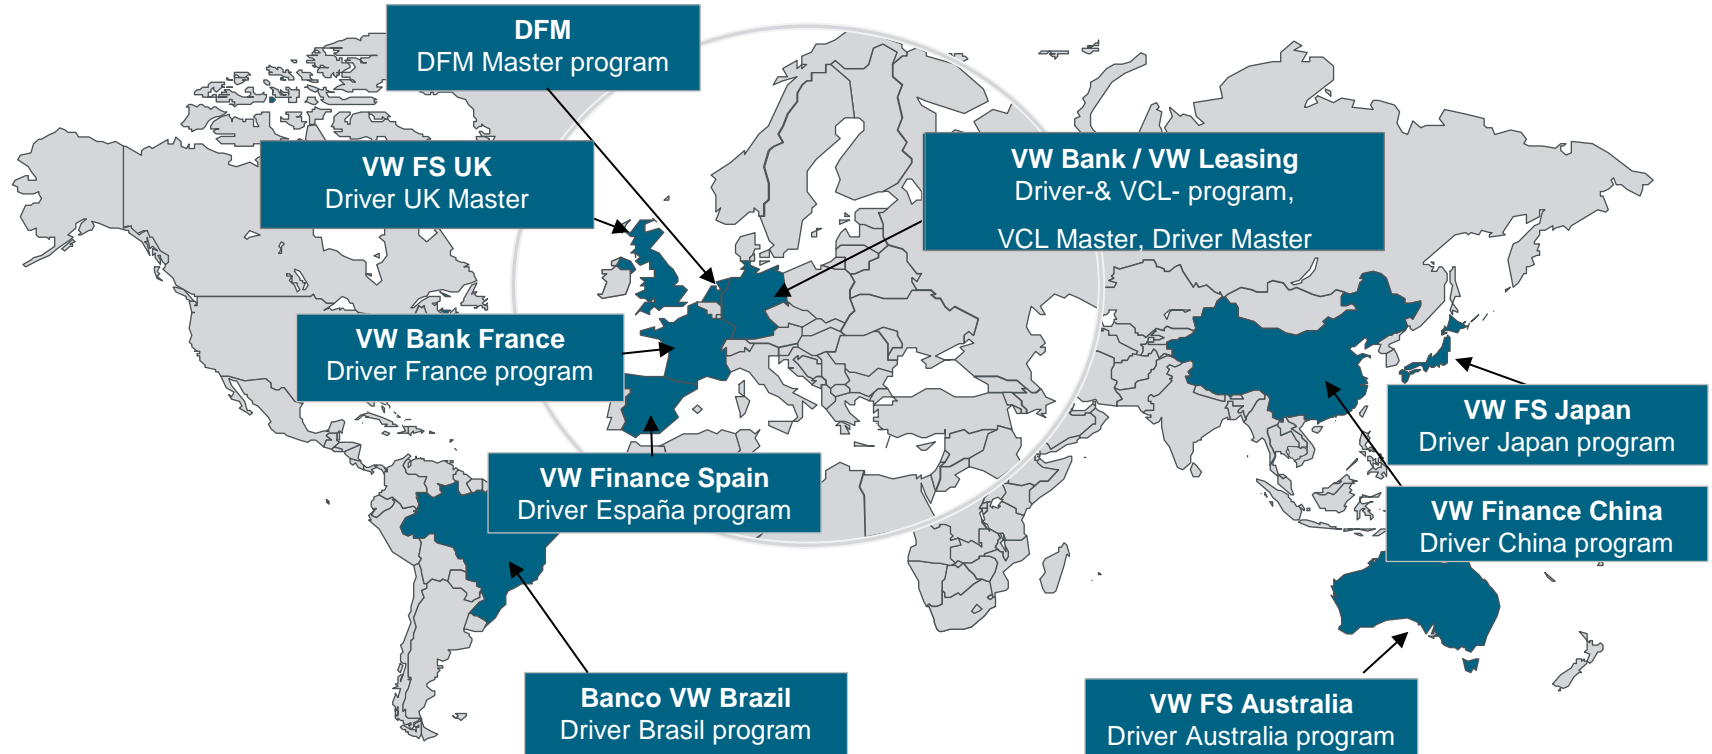 DFM
DFM Master program
VW FS UK
Driver UK Master
VW Bank / VW Leasing
Driver-& VCL- program,
VCL Master, Driver Master
VW Bank France
Driver France program
VW FS Japan
Driver Japan program
VW Finance Spain
Driver España program
VW Finance China
Driver China program
Banco VW Brazil
Driver Brasil program
VW FS Australia
Driver Australia program